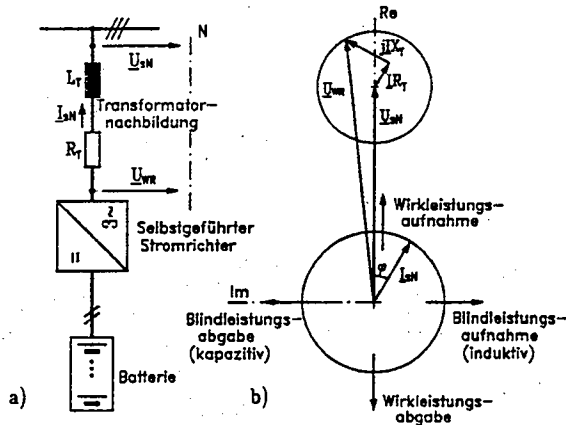 N
U_SN
L_T
I_SN
Transformator-
nachbildung
R_T
U_WR
3~
=
Selbstgeführter
Stromrichter
Batterie
a)
Re
jIX_T
IR_T
U_WR
U_SN
Wirkleistungs-
aufnahme
φ
I_SN
Im
Blindleistungs-
abgabe
(kapazitiv)
Blindleistungs-
aufnahme
(induktiv)
Wirkleistungs-
abgabe
b)